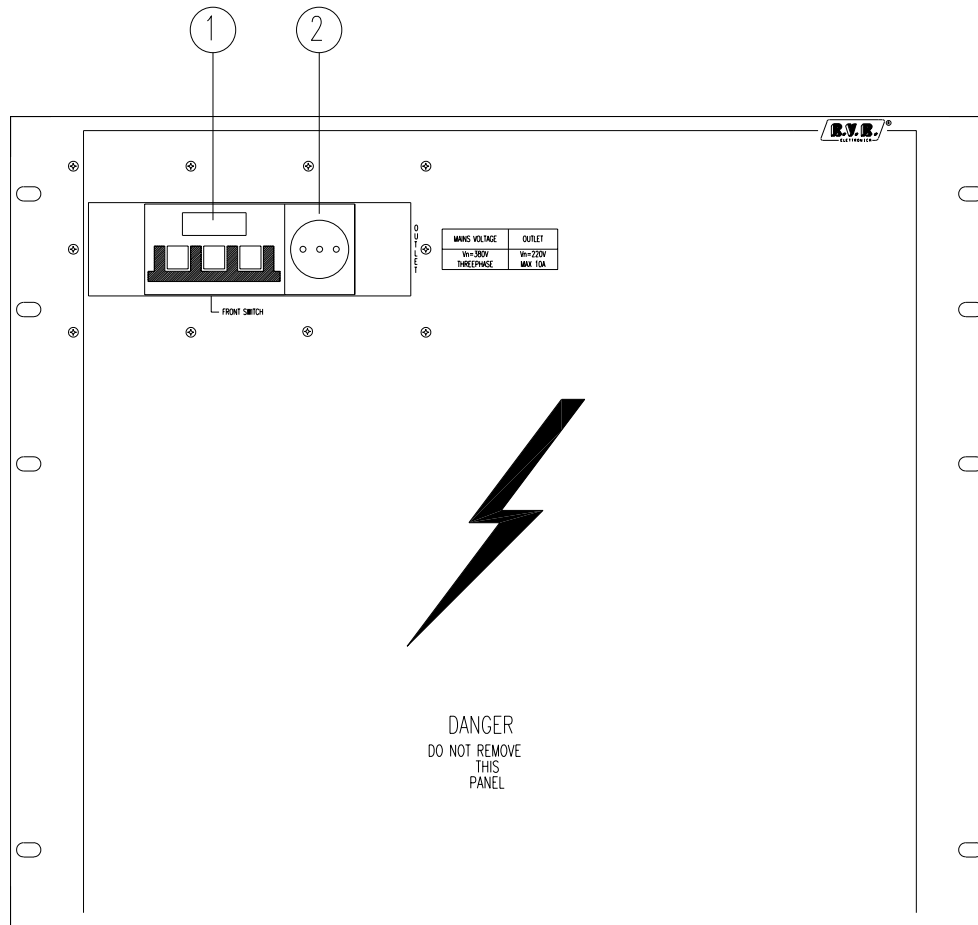 1
2
R.V.R.®
ELETTRONICA
OUTLET
MAINS VOLTAGE OUTLET
Vn=380V Vn=220V
THREEPHASE MAX 10A
FRONT SWITCH
DANGER
DO NOT REMOVE
THIS
PANEL